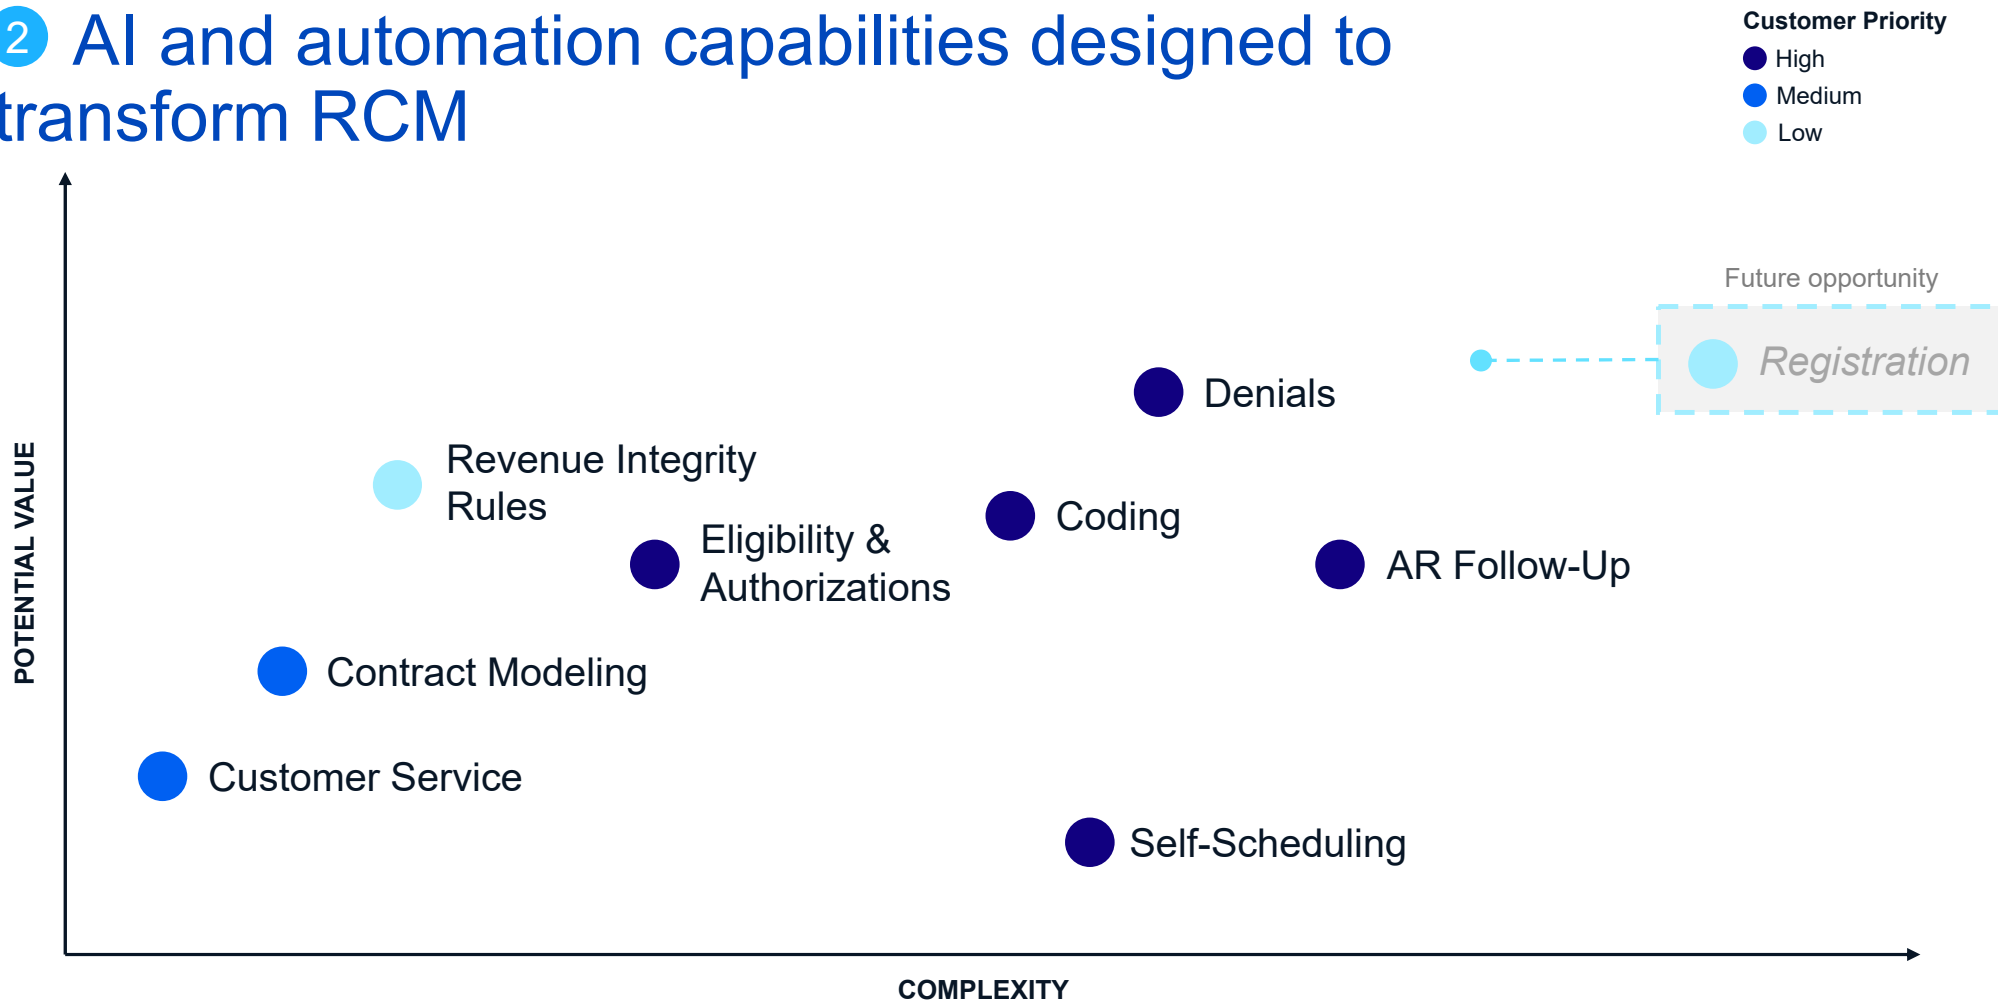 2 AI and automation capabilities designed to
transform RCM
Customer Priority
High
Medium
Low
Future opportunity
Registration
Denials
Revenue Integrity
Rules
Coding
Eligibility &
Authorizations
AR Follow-Up
POTENTIAL VALUE
Contract Modeling
Customer Service
Self-Scheduling
COMPLEXITY